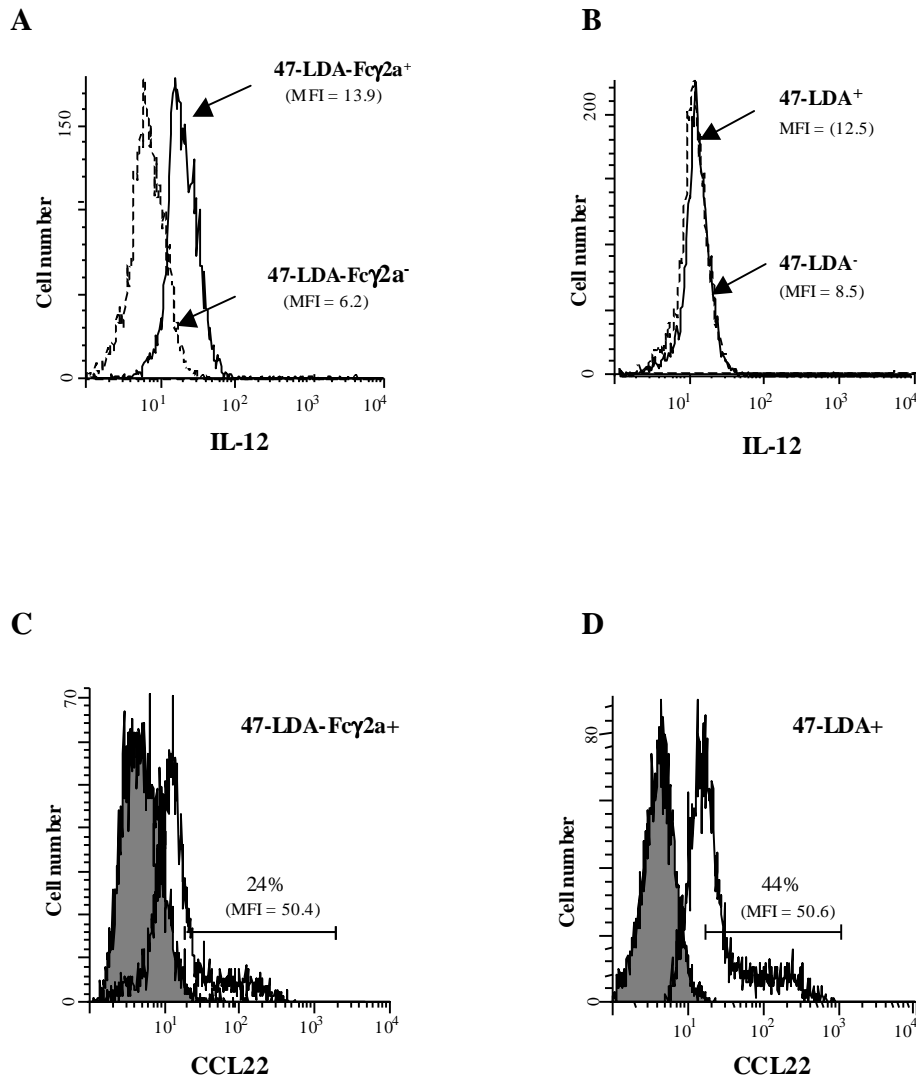 A
47-LDA-Fcγ2a⁺
(MFI = 13.9)
150
Cell number
47-LDA-Fcγ2a⁻
(MFI = 6.2)
0
10¹ 10² 10³ 10⁴
IL-12
B
200
47-LDA⁺
MFI = (12.5)
Cell number
47-LDA⁻
(MFI = 8.5)
0
10¹ 10² 10³ 10⁴
IL-12
C
70
47-LDA-Fcγ2a+
Cell number
24%
(MFI = 50.4)
0
10¹ 10² 10³ 10⁴
CCL22
D
80
47-LDA+
Cell number
44%
(MFI = 50.6)
0
10¹ 10² 10³ 10⁴
CCL22